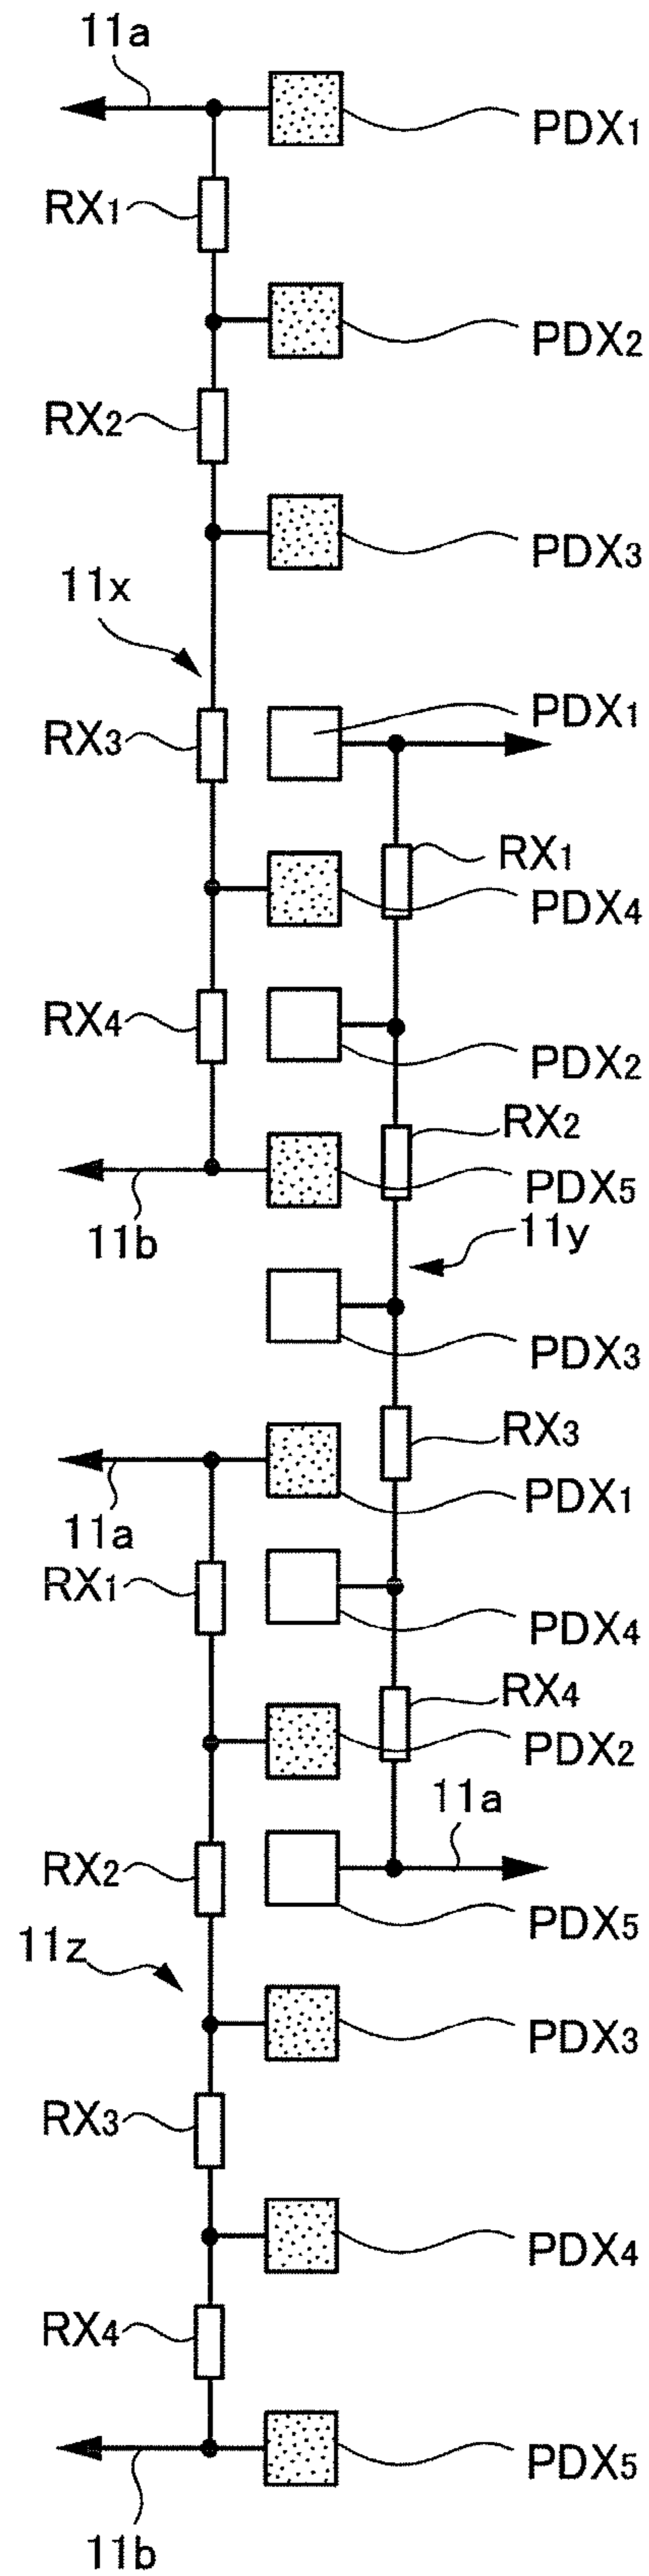 11a
PDX1
RX1
PDX2
RX2
PDX3
11x
PDX1
RX3
RX1
PDX4
RX4
PDX2
RX2
PDX5
11b
11y
PDX3
RX3
11a
PDX1
RX1
PDX4
RX4
PDX2
11a
RX2
PDX5
11z
PDX3
RX3
PDX4
RX4
PDX5
11b